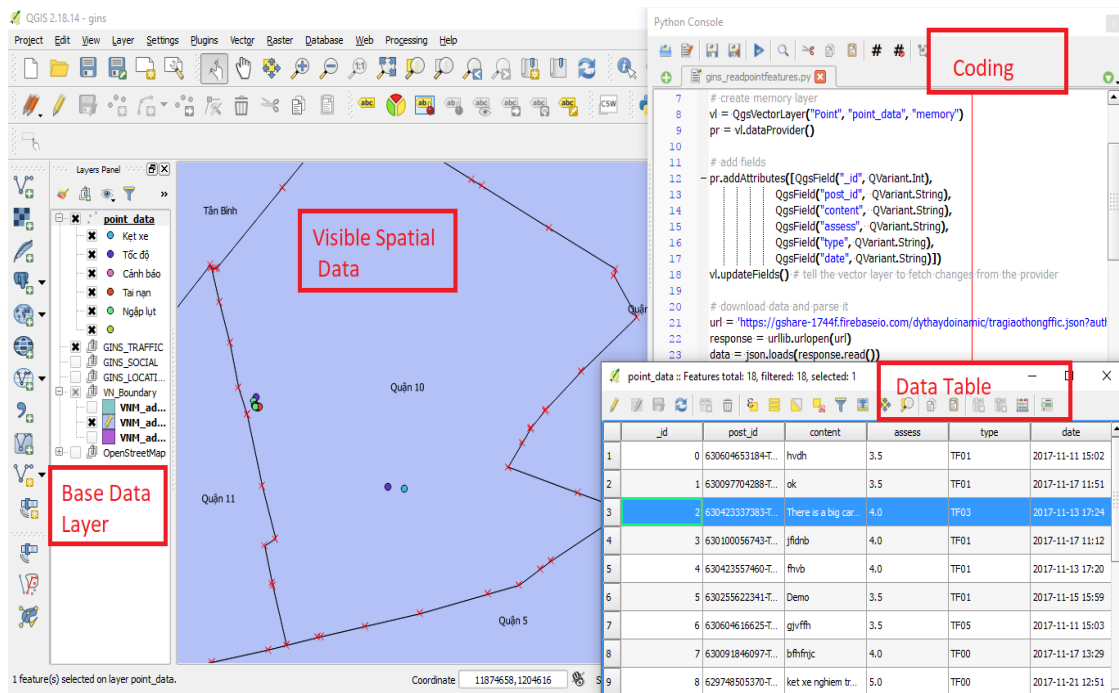 QGIS 2.18.14 - gins
Project Edit View Layer Settings Plugins Vector Raster Database Web Processing Help
Layers Panel
point_data
Kẹt xe
Tốc độ
Cảnh báo
Tai nạn
Ngập lụt
GINS_TRAFFIC
GINS_SOCIAL
GINS_LOCATI...
VN_Boundary
VNM_ad...
VNM_ad...
VNM_ad...
OpenStreetMap
Base Data
Layer
Tân Bình
Visible Spatial
Data
Quận 10
Quận 11
Quận 5
1 feature(s) selected on layer point_data.
Coordinate 11874658,1204616
Python Console
Coding
gins_readpointfeatures.py
7 # create memory layer
8 vl = QgsVectorLayer("Point", "point_data", "memory")
9 pr = vl.dataProvider()
10
11 # add fields
12 pr.addAttributes([QgsField("_id", QVariant.Int),
13 QgsField("post_id", QVariant.String),
14 QgsField("content", QVariant.String),
15 QgsField("assess", QVariant.String),
16 QgsField("type", QVariant.String),
17 QgsField("date", QVariant.String)])
18 vl.updateFields() # tell the vector layer to fetch changes from the provider
19
20 # download data and parse it
21 url = 'https://gshare-1744f.firebaseio.com/dythaydoinamic/tragiaothongffic.json?auth
22 response = urllib.urlopen(url)
23 data = json.loads(response.read())
point_data :: Features total: 18, filtered: 18, selected: 1
Data Table
_id post_id content assess type date
1 0 630604653184-T... hvdh 3.5 TF01 2017-11-11 15:02
2 1 630097704288-T... ok 3.5 TF01 2017-11-17 11:51
3 2 630423337383-T... There is a big car... 4.0 TF03 2017-11-13 17:24
4 3 630100056743-T... jfidnb 4.0 TF01 2017-11-17 11:12
5 4 630423557460-T... fhvb 4.0 TF01 2017-11-13 17:20
6 5 630255622341-T... Demo 3.5 TF01 2017-11-15 15:59
7 6 630604616625-T... gjvffh 3.5 TF05 2017-11-11 15:03
8 7 630091846097-T... bfhfnjc 4.0 TF00 2017-11-17 13:29
9 8 629748505370-T... ket xe nghiem tr... 5.0 TF00 2017-11-21 12:51